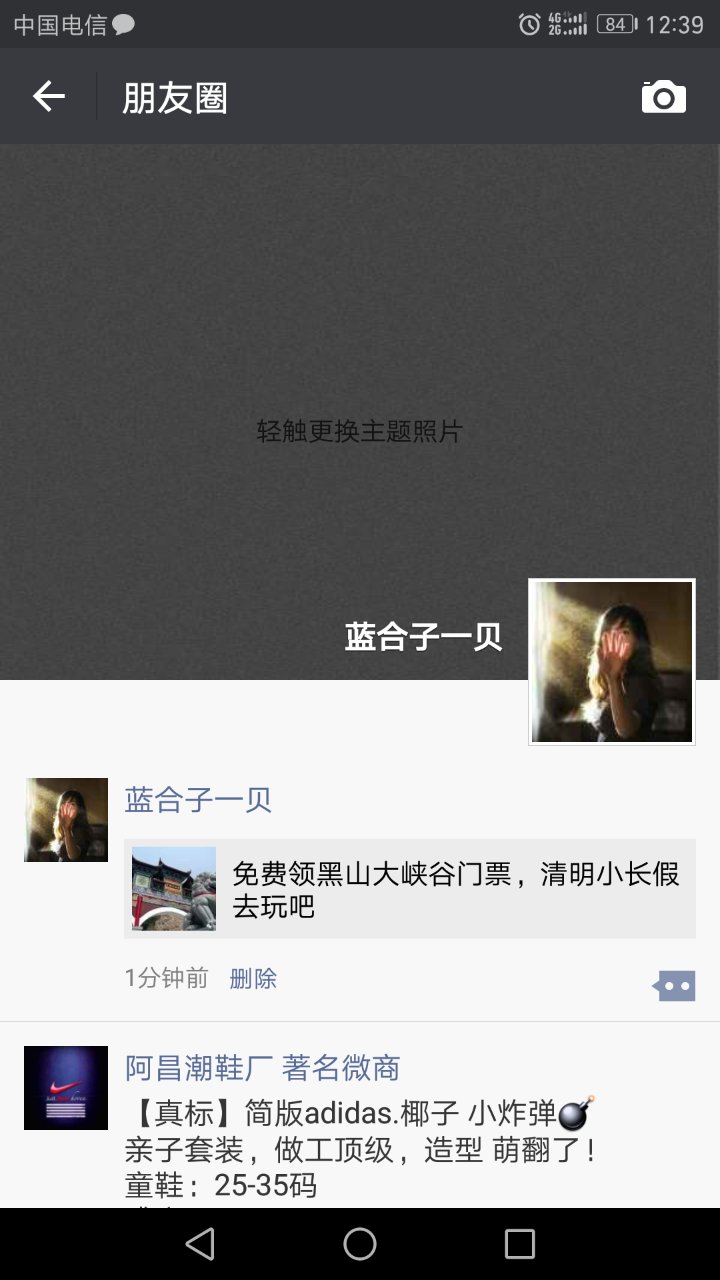 中国电信
4G
2G
84
12:39
朋友圈
轻触更换主题照片
蓝合子一贝
蓝合子一贝
免费领黑山大峡谷门票，清明小长假
去玩吧
1分钟前 删除
阿昌潮鞋厂 著名微商
【真标】简版adidas.椰子 小炸弹💣
亲子套装，做工顶级，造型 萌翻了！
童鞋：25-35码